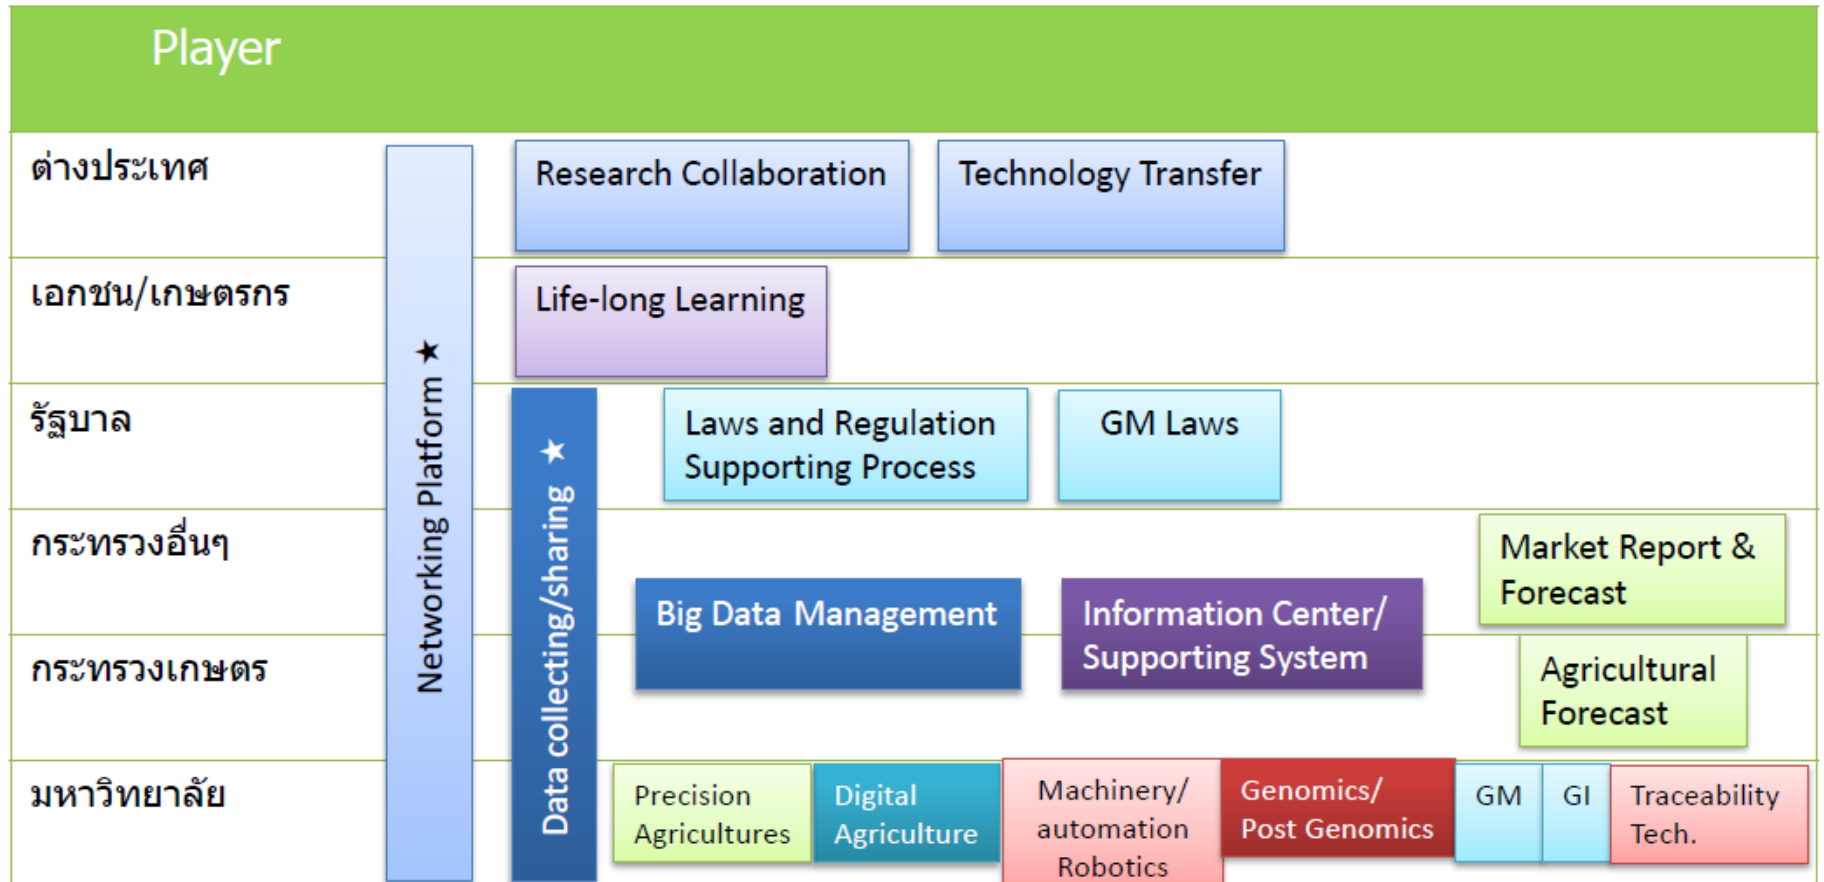 Player
ต่างประเทศ
Research Collaboration
Technology Transfer
เอกชน/เกษตรกร
Life-long Learning
Networking Platform ★
รัฐบาล
Data collecting/sharing ★
Laws and Regulation
Supporting Process
GM Laws
กระทรวงอื่นๆ
Market Report &
Forecast
Big Data Management
Information Center/
Supporting System
กระทรวงเกษตร
Agricultural
Forecast
มหาวิทยาลัย
Precision
Agricultures
Digital
Agriculture
Machinery/
automation
Robotics
Genomics/
Post Genomics
GM
GI
Traceability
Tech.